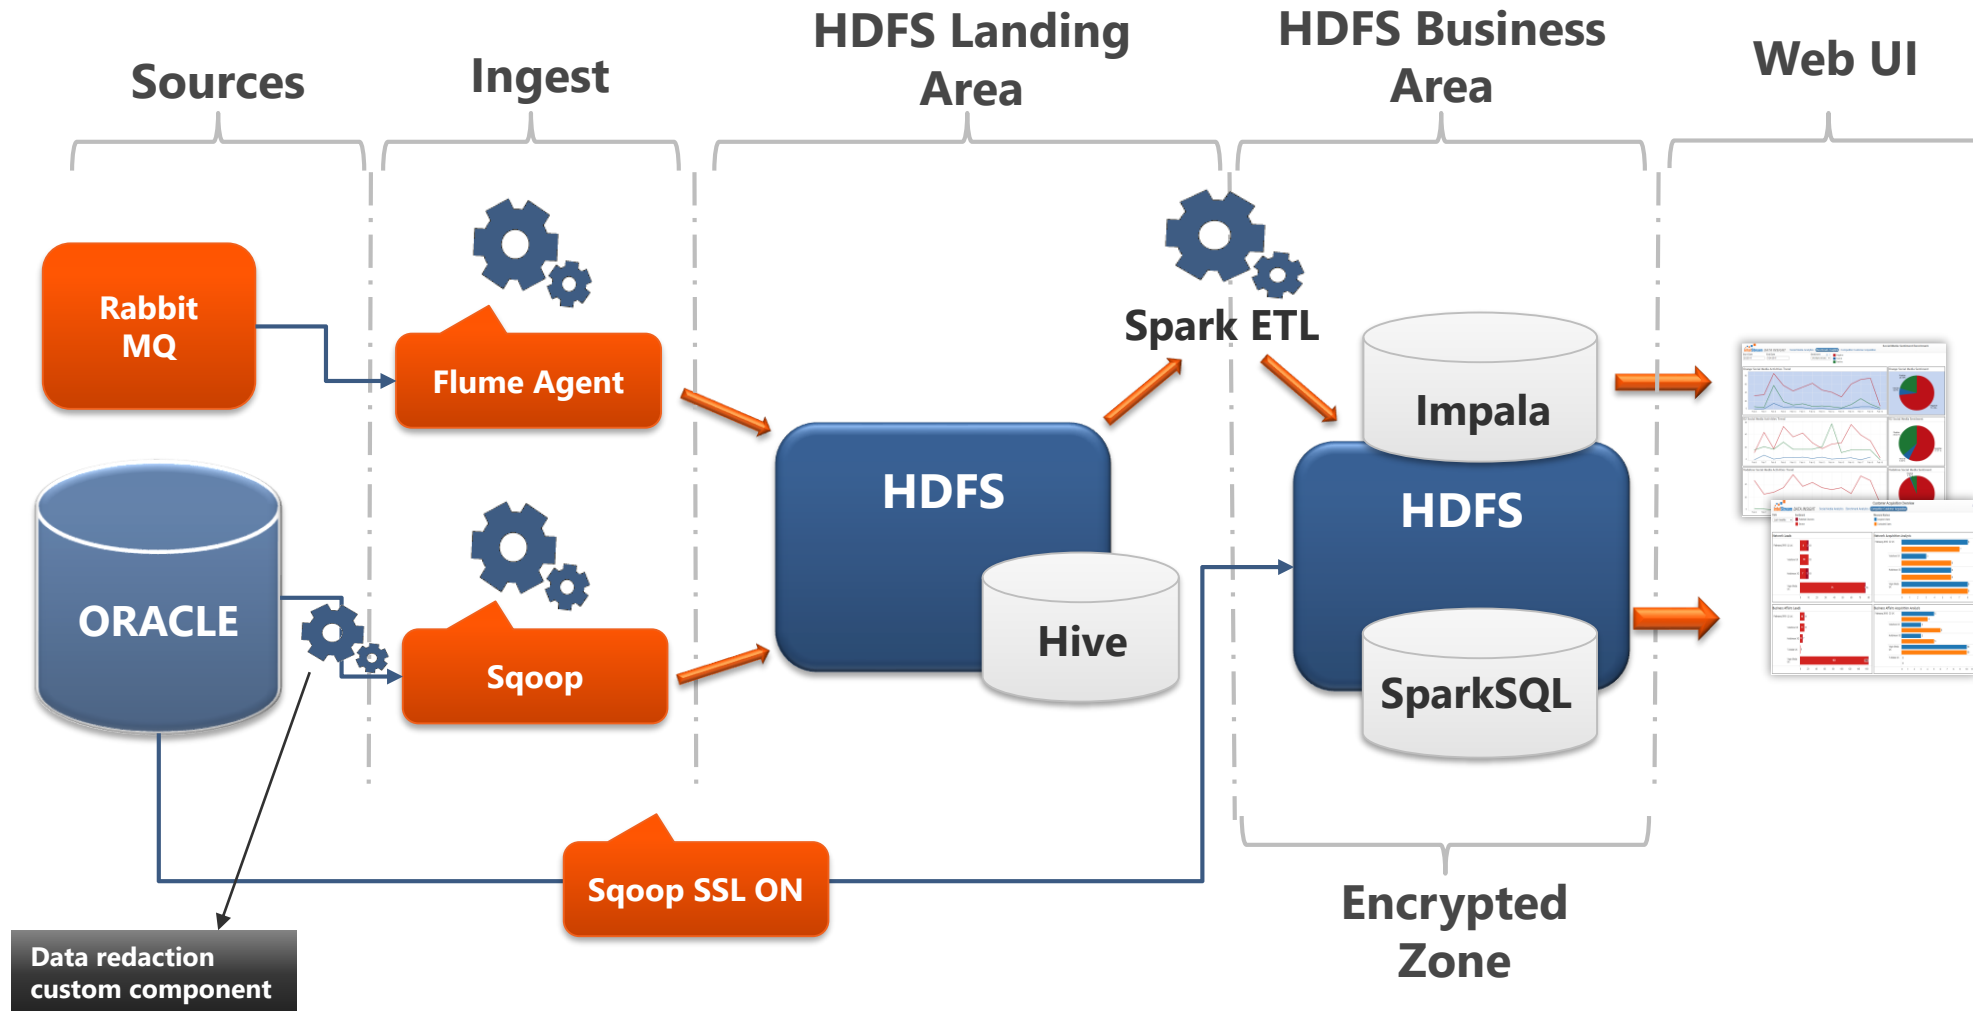 Sources
Ingest
HDFS Landing
Area
HDFS Business
Area
Web UI
Rabbit
MQ
Flume Agent
Spark ETL
Impala
HDFS
HDFS
ORACLE
Hive
Sqoop
SparkSQL
Sqoop SSL ON
Encrypted
Zone
Data redaction
custom component